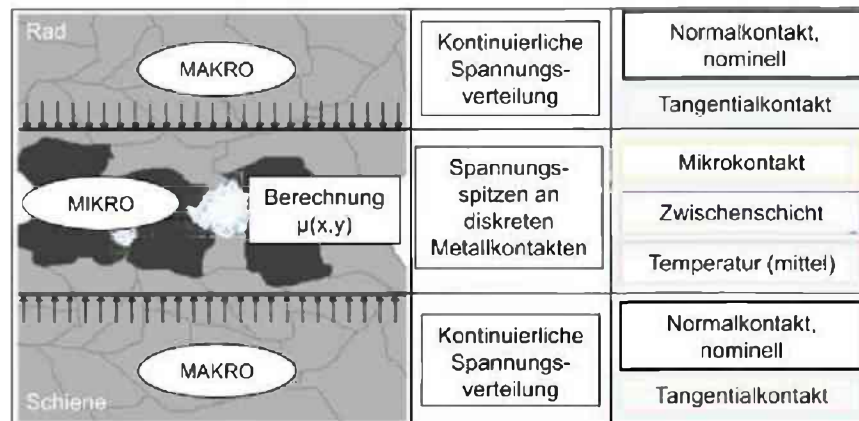 Rad
MAKRO
Kontinuierliche
Spannungs-
verteilung
Normalkontakt,
nominell
Tangentialkontakt
MIKRO
Berechnung
μ(x,y)
Spannungs-
spitzen an
diskreten
Metallkontakten
Mikrokontakt
Zwischenschicht
Temperatur (mittel)
MAKRO
Schiene
Kontinuierliche
Spannungs-
verteilung
Normalkontakt,
nominell
Tangentialkontakt